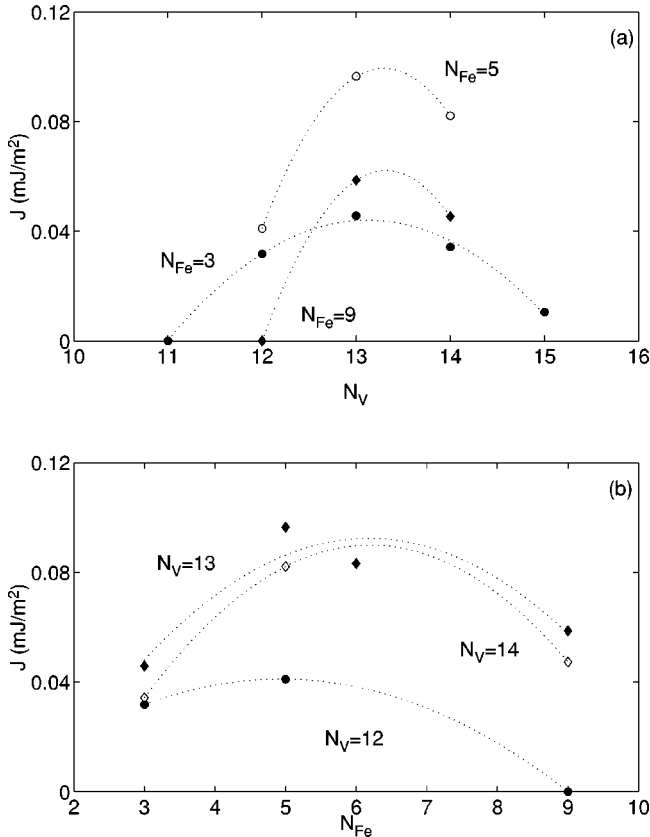 0.12
(a)
N_Fe=5
0.08
J (mJ/m²)
0.04
N_Fe=3
N_Fe=9
0
10 11 12 13 14 15 16
N_V
0.12
(b)
N_V=13
0.08
J (mJ/m²)
N_V=14
0.04
N_V=12
0
2 3 4 5 6 7 8 9 10
N_Fe